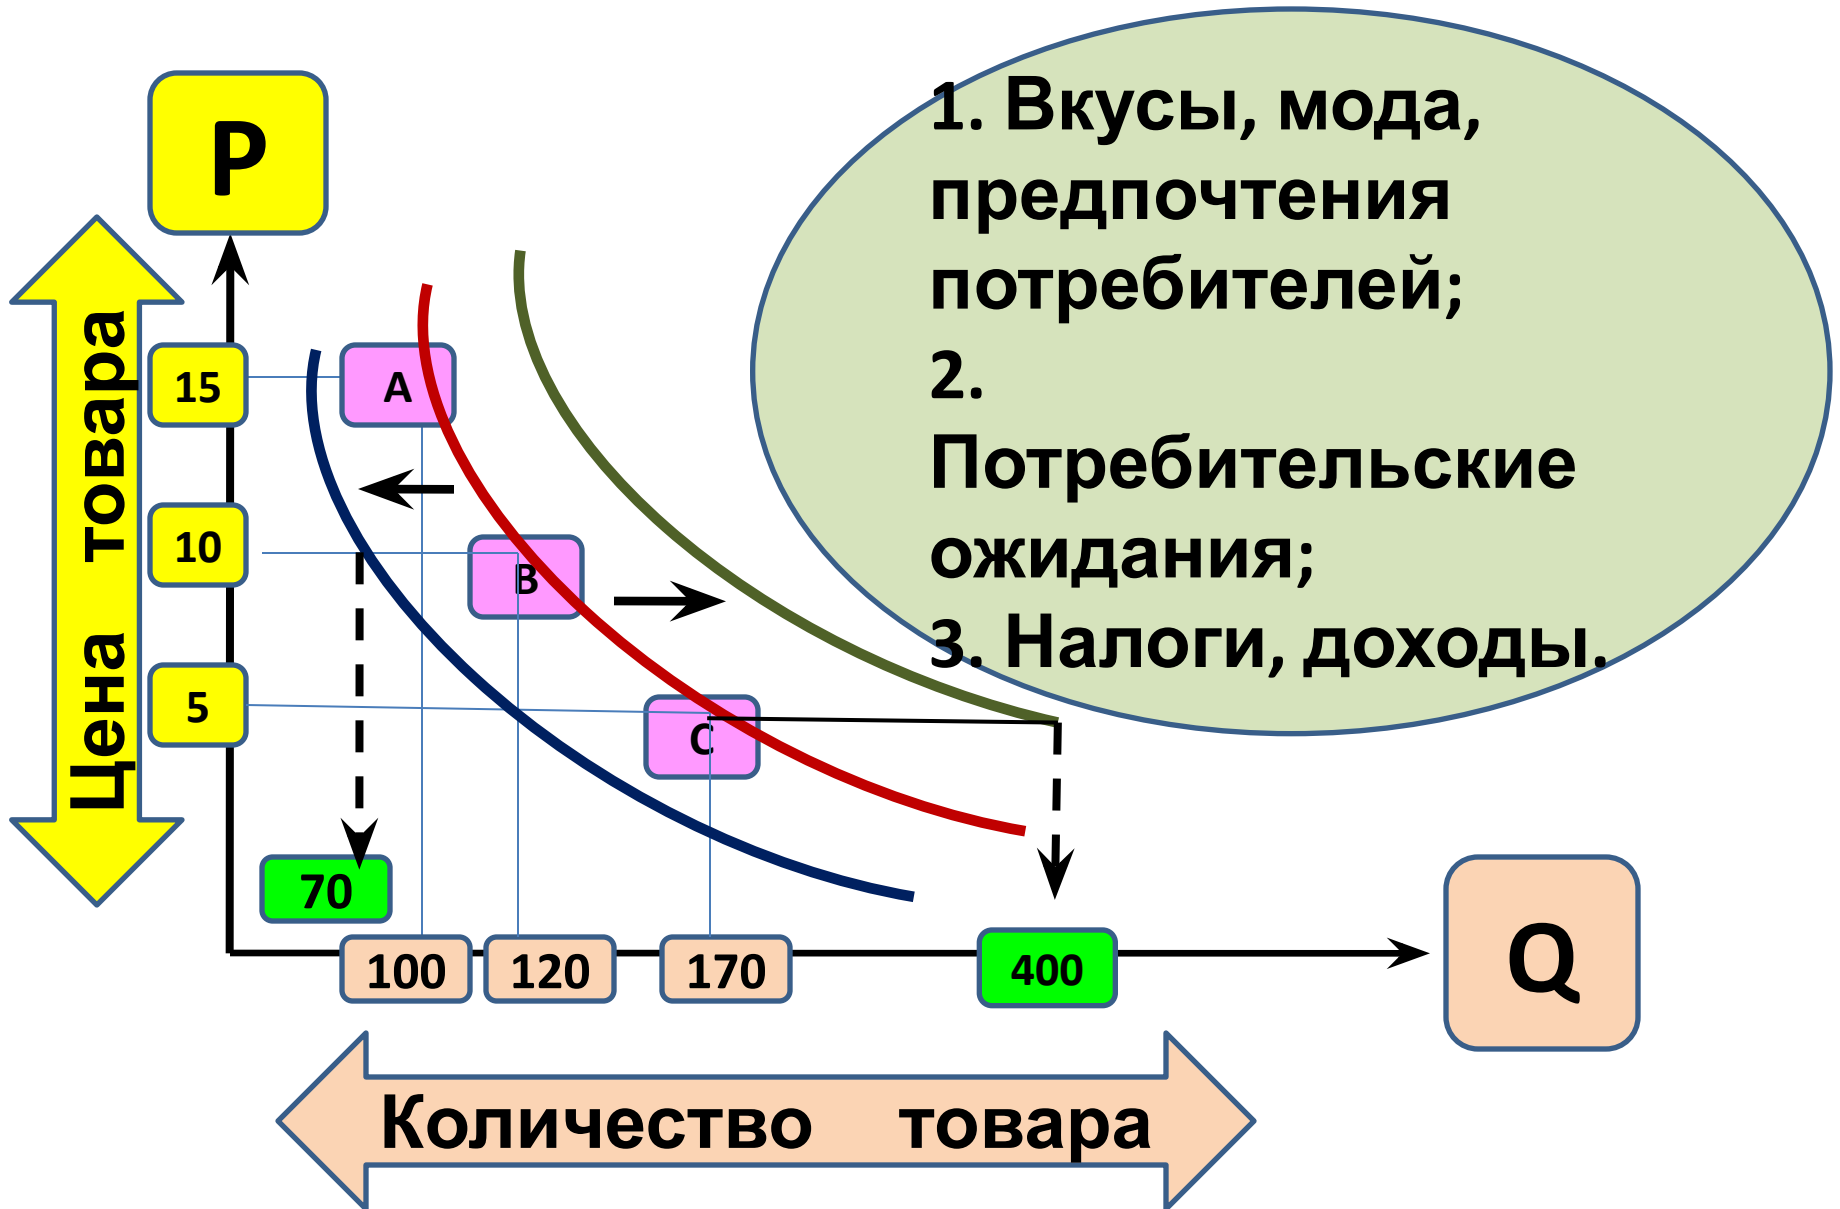 P
1. Вкусы, мода,
предпочтения
потребителей;
2.
Потребительские
ожидания;
3. Налоги, доходы.
Цена товара
15
A
10
B
5
C
70
100
120
170
400
Q
Количество товара